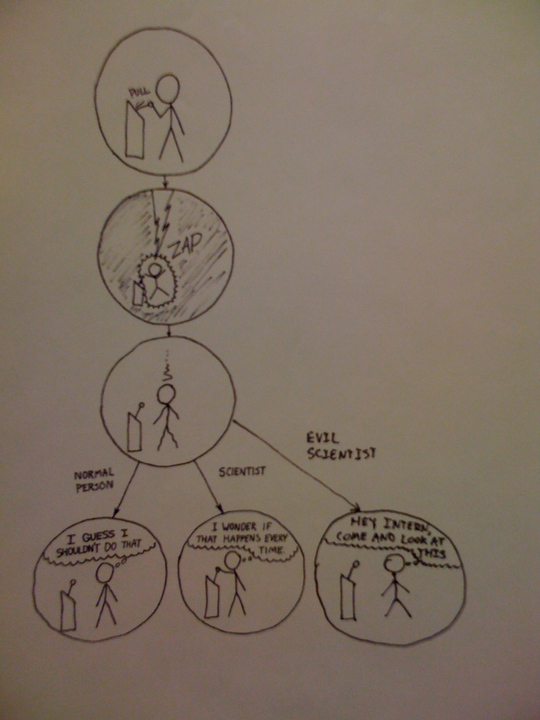 PULL
ZAP
NORMAL
PERSON
SCIENTIST
EVIL
SCIENTIST
I GUESS I
SHOULDN'T DO THAT
I WONDER IF
THAT HAPPENS EVERY
TIME.
HEY INTERN,
COME AND LOOK AT
THIS